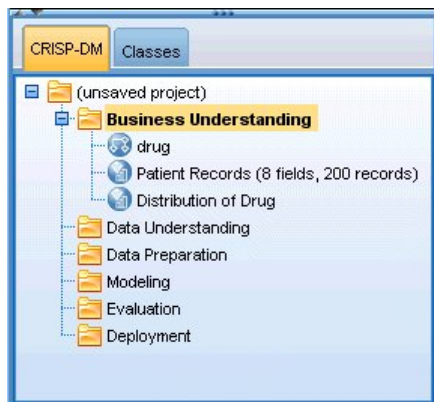 CRISP-DM Classes
(unsaved project)
Business Understanding
drug
Patient Records (8 fields, 200 records)
Distribution of Drug
Data Understanding
Data Preparation
Modeling
Evaluation
Deployment